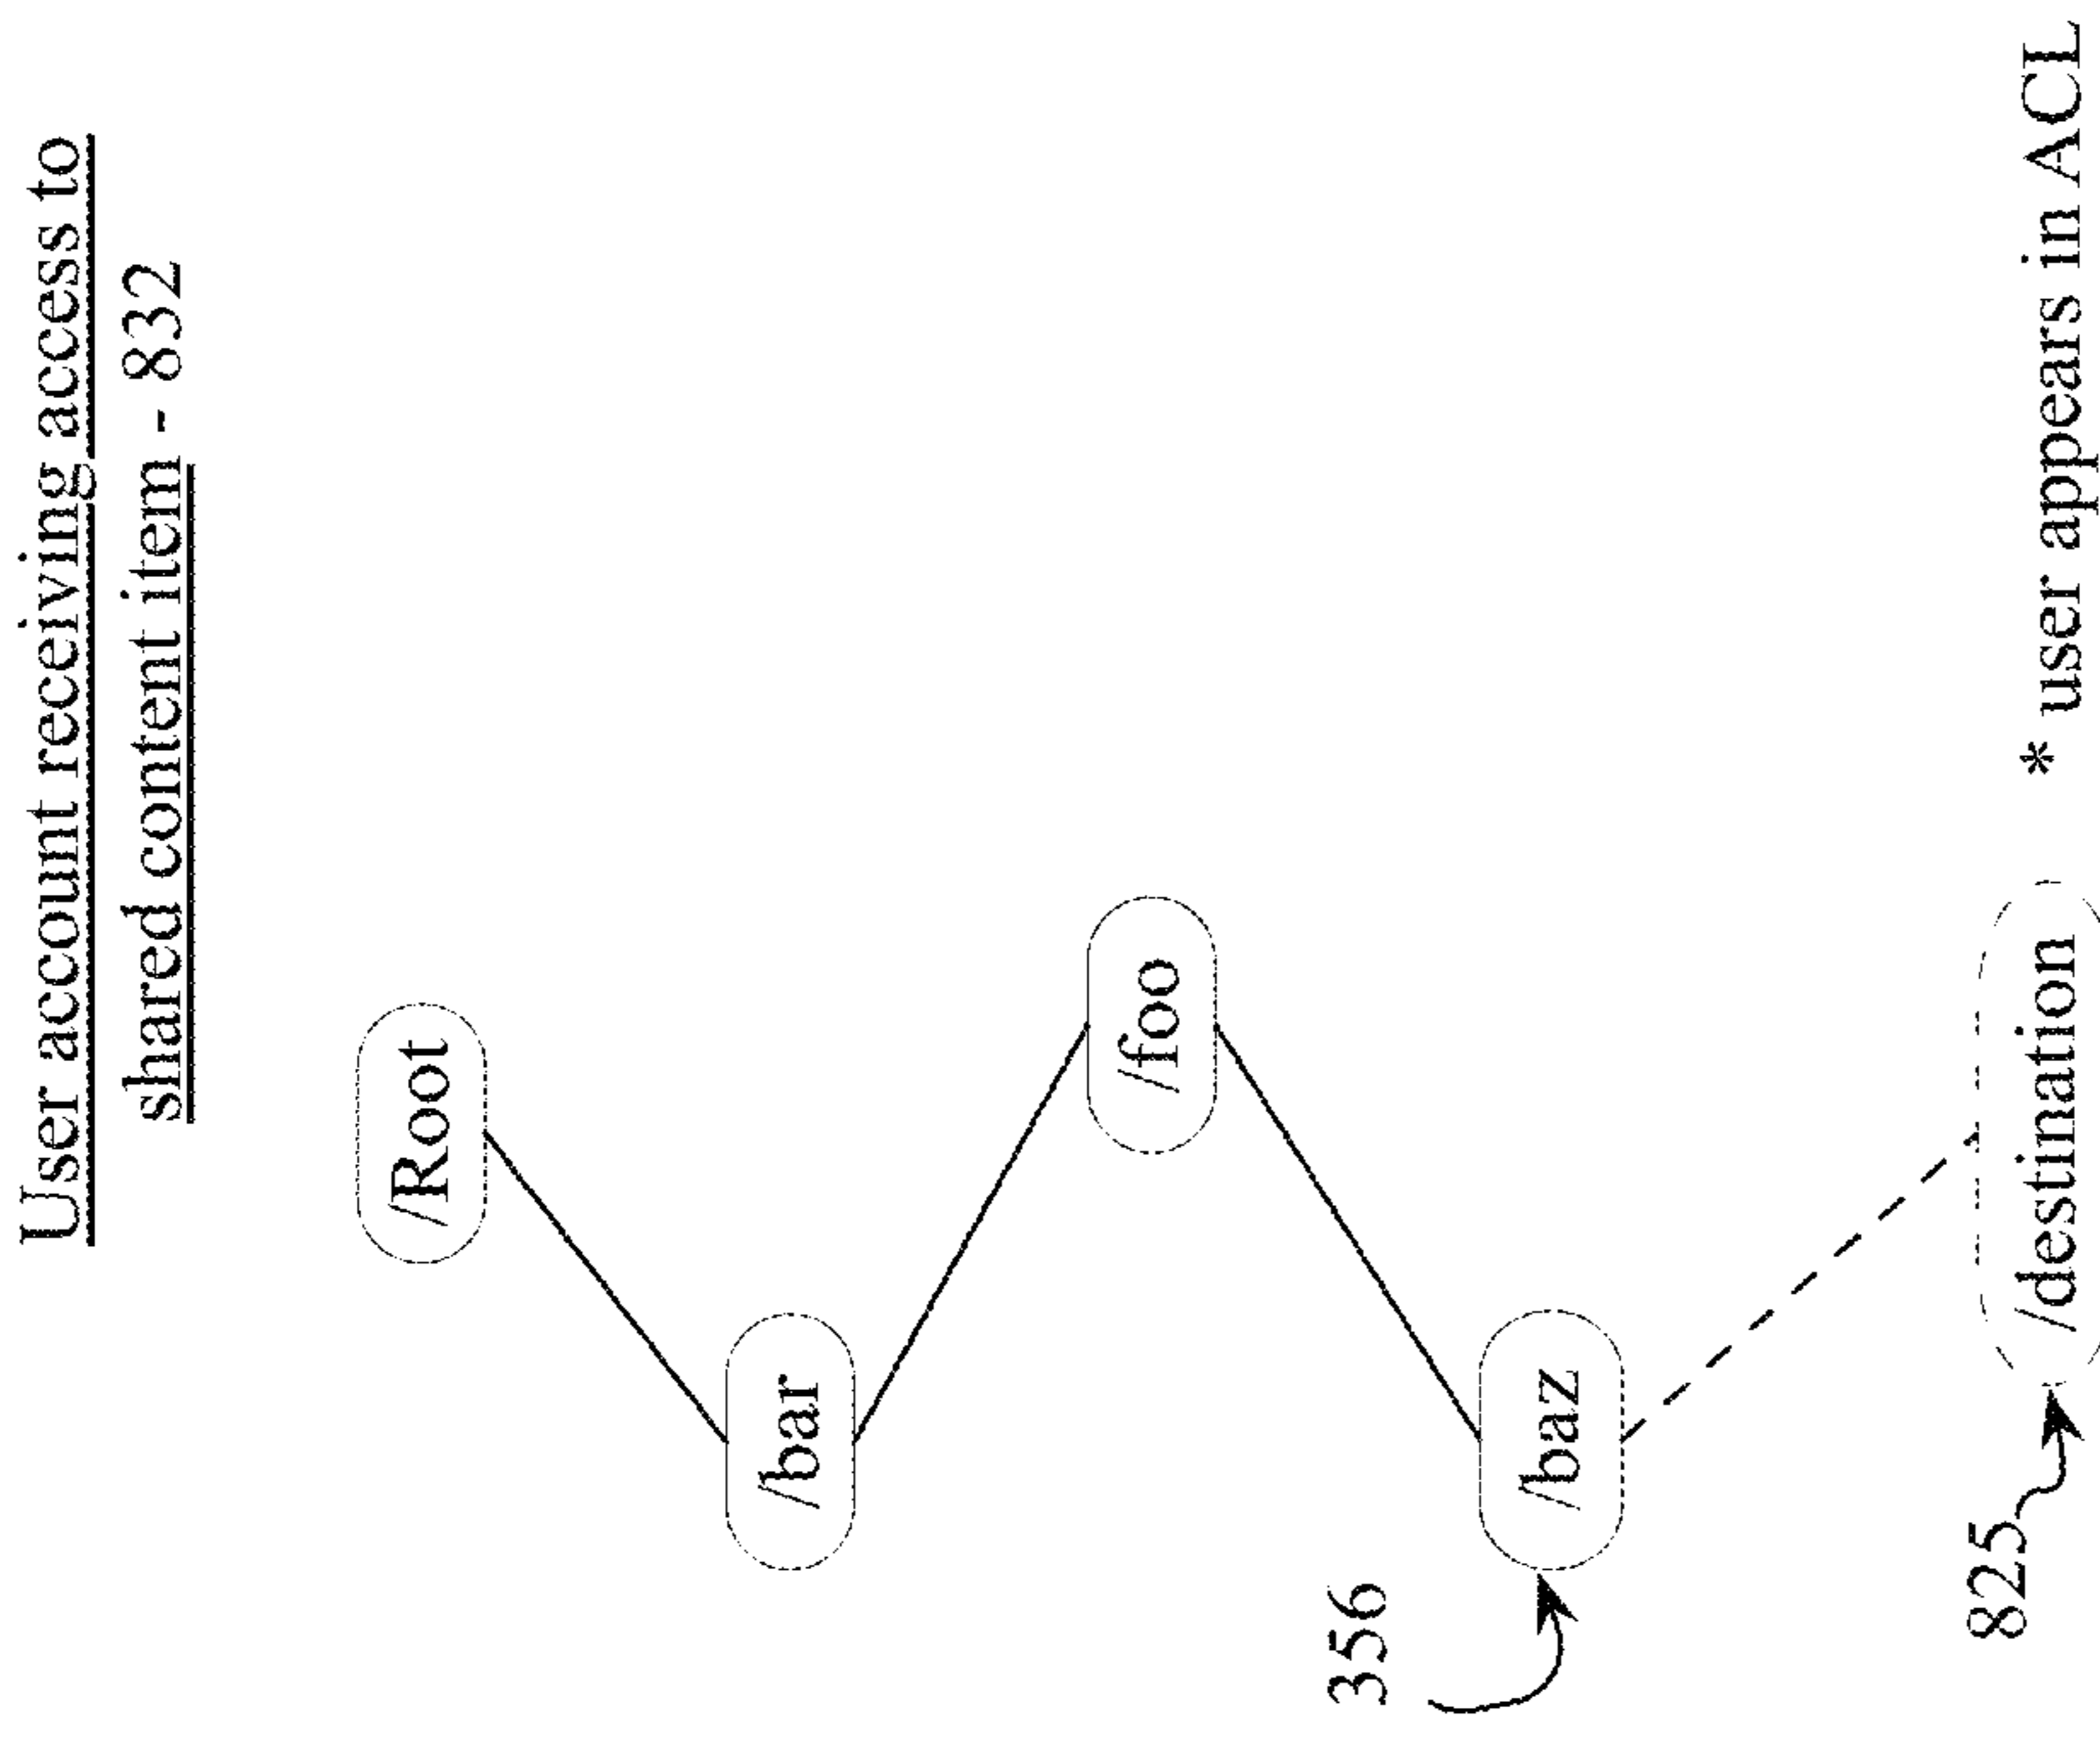 User account receiving access to
shared content item - 832
/Root
/bar
/foo
356
/baz
825
/destination
* user appears in ACL